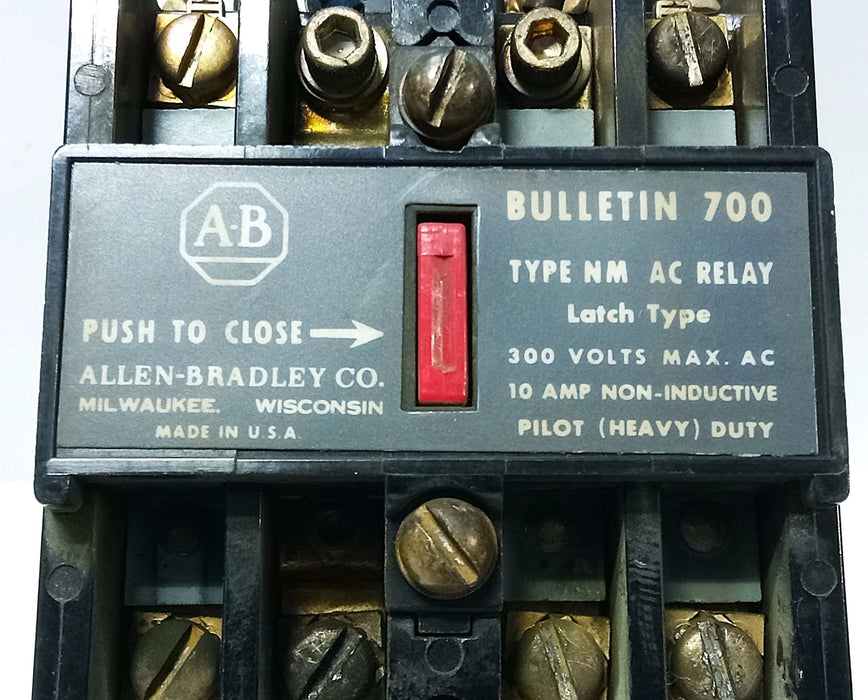 A-B
PUSH TO CLOSE
ALLEN-BRADLEY CO.
MILWAUKEE, WISCONSIN
MADE IN U.S.A.
BULLETIN 700
TYPE NM AC RELAY
Latch Type
300 VOLTS MAX. AC
10 AMP NON-INDUCTIVE
PILOT (HEAVY) DUTY